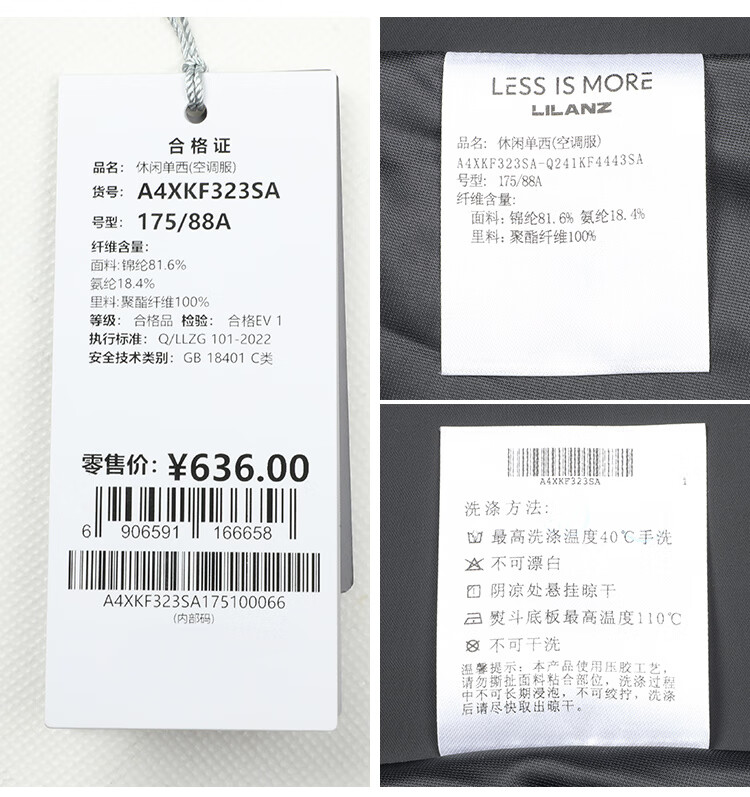 合格证
品名: 休闲单西(空调服)
货号: A4XKF323SA
号型: 175/88A
纤维含量:
面料:锦纶81.6%
氨纶18.4%
里料:聚酯纤维100%
等级: 合格品 检验: 合格EV 1
执行标准: Q/LLZG 101-2022
安全技术类别: GB 18401 C类
零售价: ¥636.00
6 906591 166658
A4XKF323SA175100066
(内部码)
LESS IS MORE
LILANZ
品名: 休闲单西(空调服)
A4XKF323SA-Q241KF4443SA
号型: 175/88A
纤维含量:
面料: 锦纶81.6% 氨纶18.4%
里料: 聚酯纤维100%
A4XKF323SA 1
洗涤方法:
最高洗涤温度40℃手洗
不可漂白
阴凉处悬挂晾干
熨斗底板最高温度110℃
不可干洗
温馨提示: 本产品使用压胶工艺,
请勿撕扯面料粘合部位, 洗涤过程
中不可长期浸泡, 不可绞拧, 洗涤
后请尽快取出晾干.